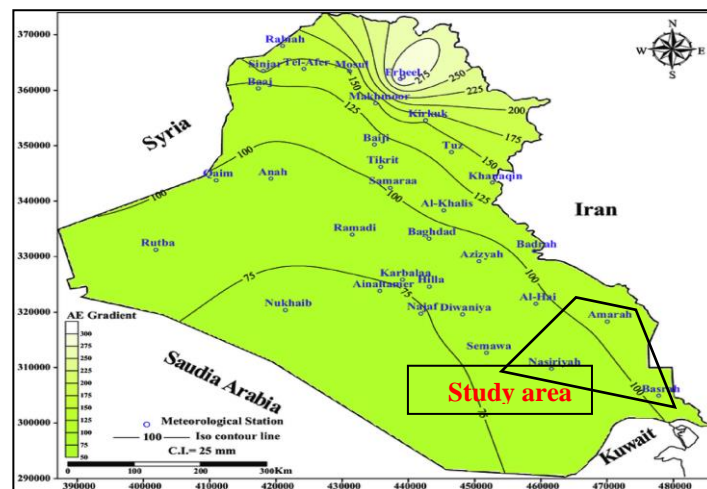 370000
360000
350000
340000
330000
320000
310000
300000
290000
N
W
E
S
Rabiah
Sinjar
Tel-Afer
Mosul
Erbeel
275
250
225
200
175
150
150
Baaj
Makhmoor
Kirkuk
125
125
Syria
Baiji
Tuz
Tikrit
100
Qaim
Anah
Samaraa
Khanaqin
100
100
Al-Khalis
Iran
Rutba
Ramadi
Baghdad
Badrah
Azizyah
Karbalaa
Hilla
Ainaltamer
75
75
Nukhaib
Najaf
Diwaniya
Al-Hai
100
Amarah
Semawa
Nasiriyah
100
Basrah
75
Study area
Saudia Arabia
Kuwait
AE Gradient
300
275
250
225
200
175
150
125
100
75
50
Meteorological Station
100 Iso contour line
C.I.= 25 mm
0 100 200 300Km
390000 400000 410000 420000 430000 440000 450000 460000 470000 480000